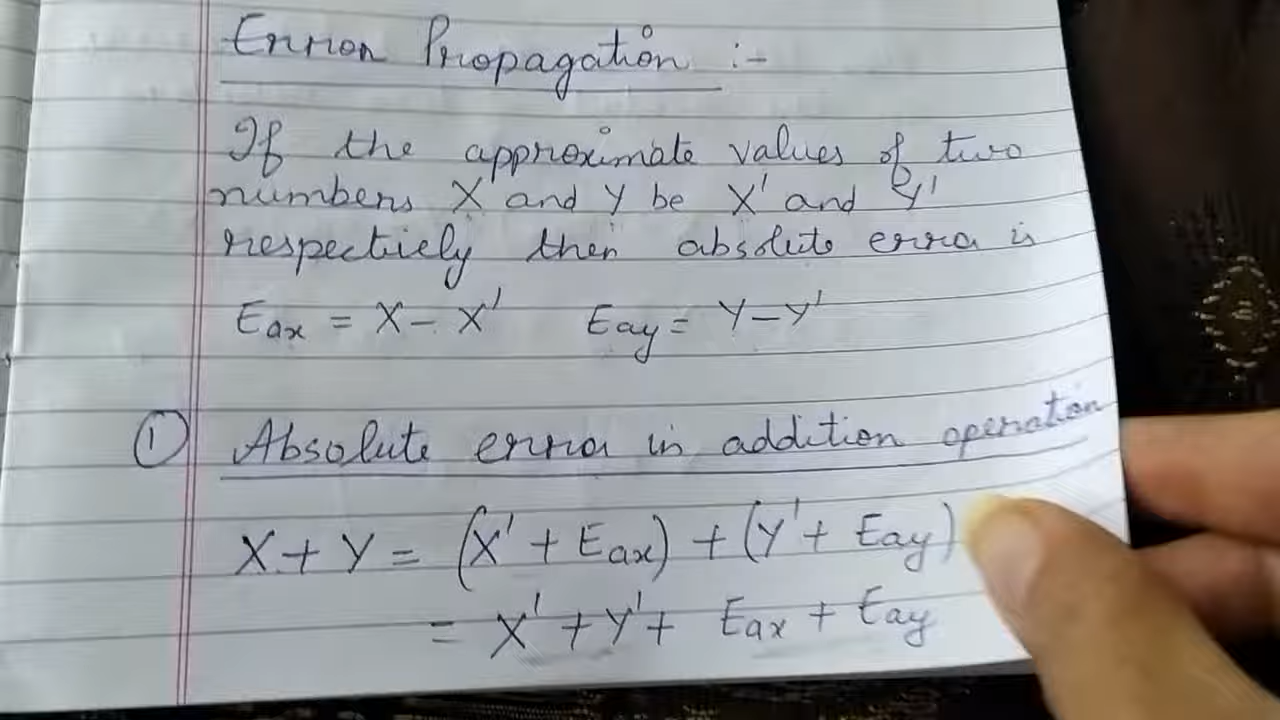 Error Propagation :-
If the approximate values of two
numbers X and Y be X' and Y'
respectiely then absolute error is
Eax = X - X' Eay = Y - Y'
① Absolute error in addition operation
X + Y = (X' + Eax) + (Y' + Eay)
= X' + Y' + Eax + Eay